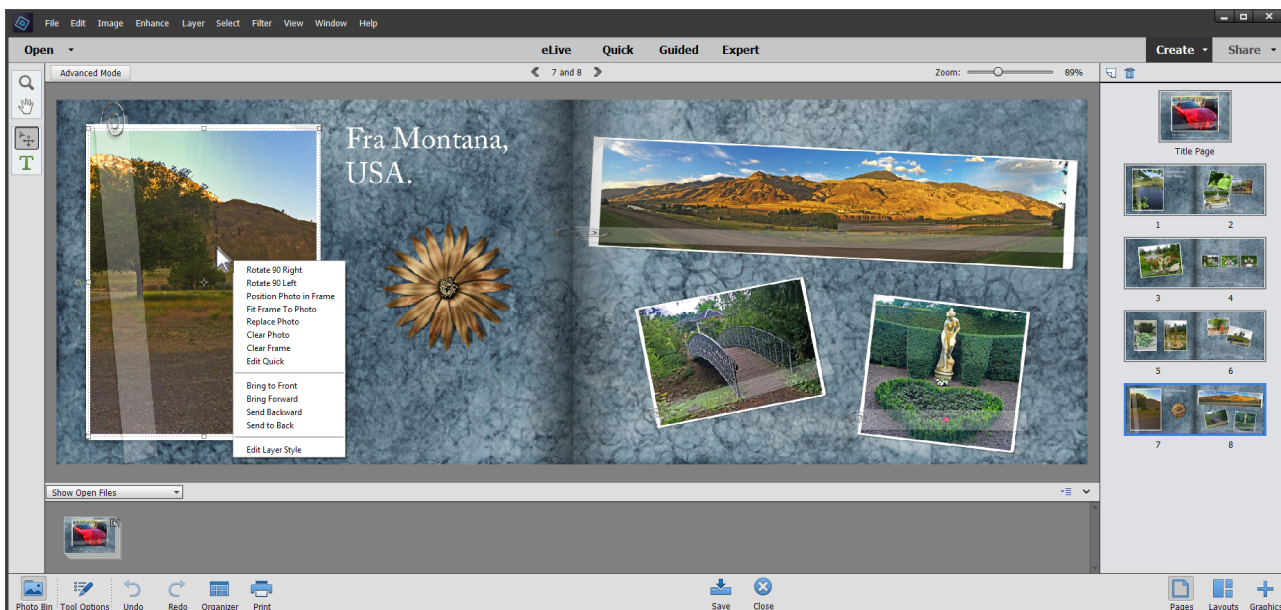 File Edit Image Enhance Layer Select Filter View Window Help
Open eLive Quick Guided Expert Create Share
Advanced Mode 7 and 8 Zoom: 89%
Fra Montana,
USA.
Rotate 90 Right
Rotate 90 Left
Position Photo in Frame
Fit Frame To Photo
Replace Photo
Clear Photo
Clear Frame
Edit Quick
Bring to Front
Bring Forward
Send Backward
Send to Back
Edit Layer Style
T
Title Page
1 2
3 4
5 6
7 8
Show Open Files
Photo Bin Tool Options Undo Redo Organizer Print Save Close Pages Layouts Graphics